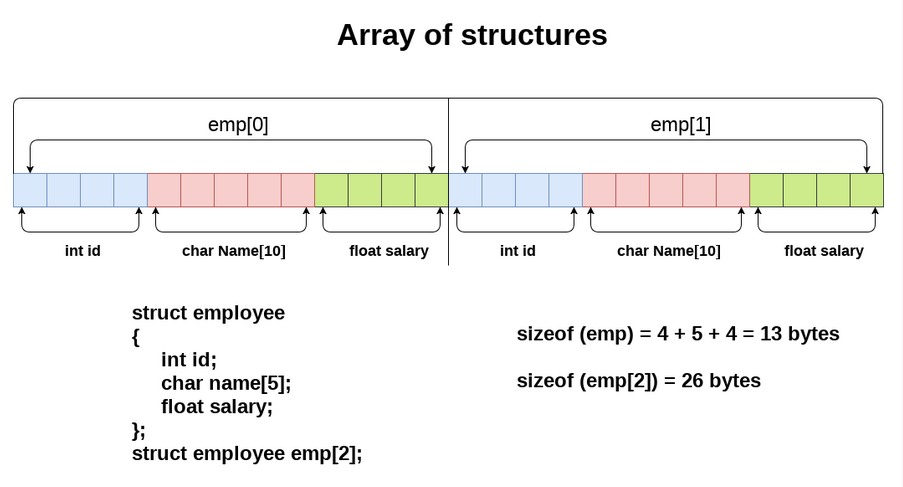 Array of structures
emp[0] emp[1]
int id char Name[10] float salary int id char Name[10] float salary
struct employee
{
int id;
char name[5];
float salary;
};
struct employee emp[2];
sizeof (emp) = 4 + 5 + 4 = 13 bytes
sizeof (emp[2]) = 26 bytes